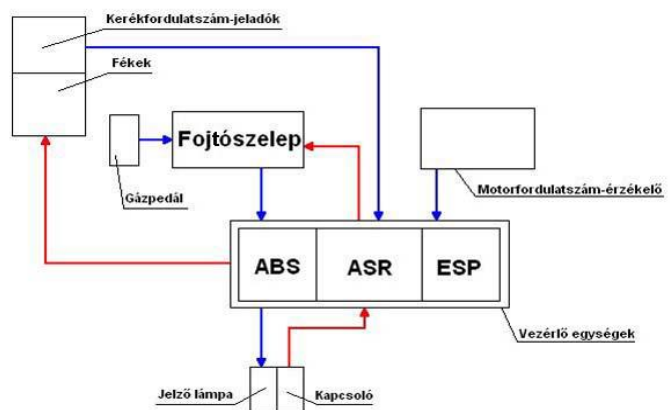 Kerékfordulatszám-jeladók
Fékek
Fojtószelep
Gázpedál
Motorfordulatszám-érzékelő
ABS
ASR
ESP
Vezérlő egységek
Jelző lámpa
Kapcsoló